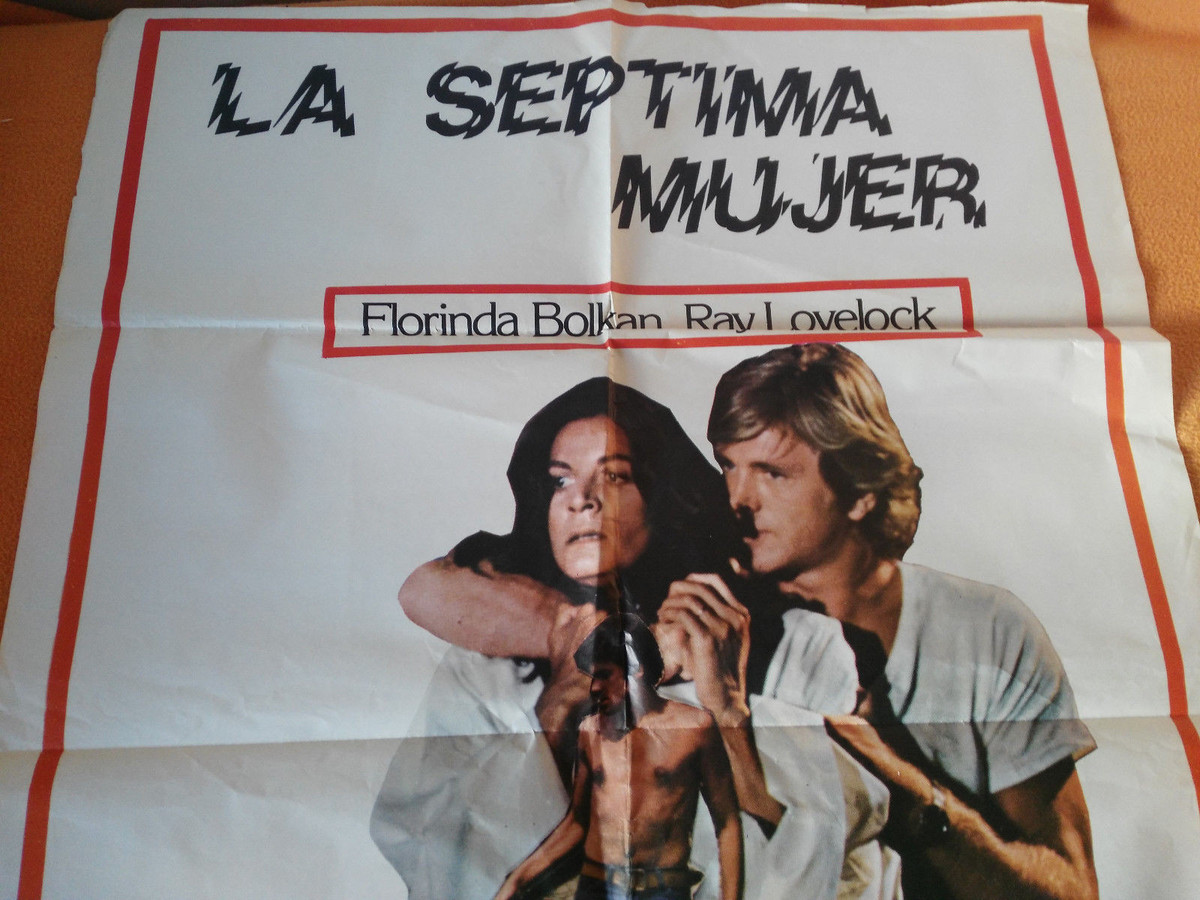 LA SEPTIMA
MUJER
Florinda Bolkan Ray Lovelock